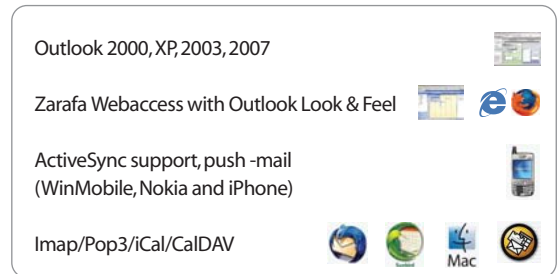 Outlook 2000, XP, 2003, 2007
Zarafa Webaccess with Outlook Look & Feel
ActiveSync support, push -mail
(WinMobile, Nokia and iPhone)
Imap/Pop3/iCal/CalDAV
Mac